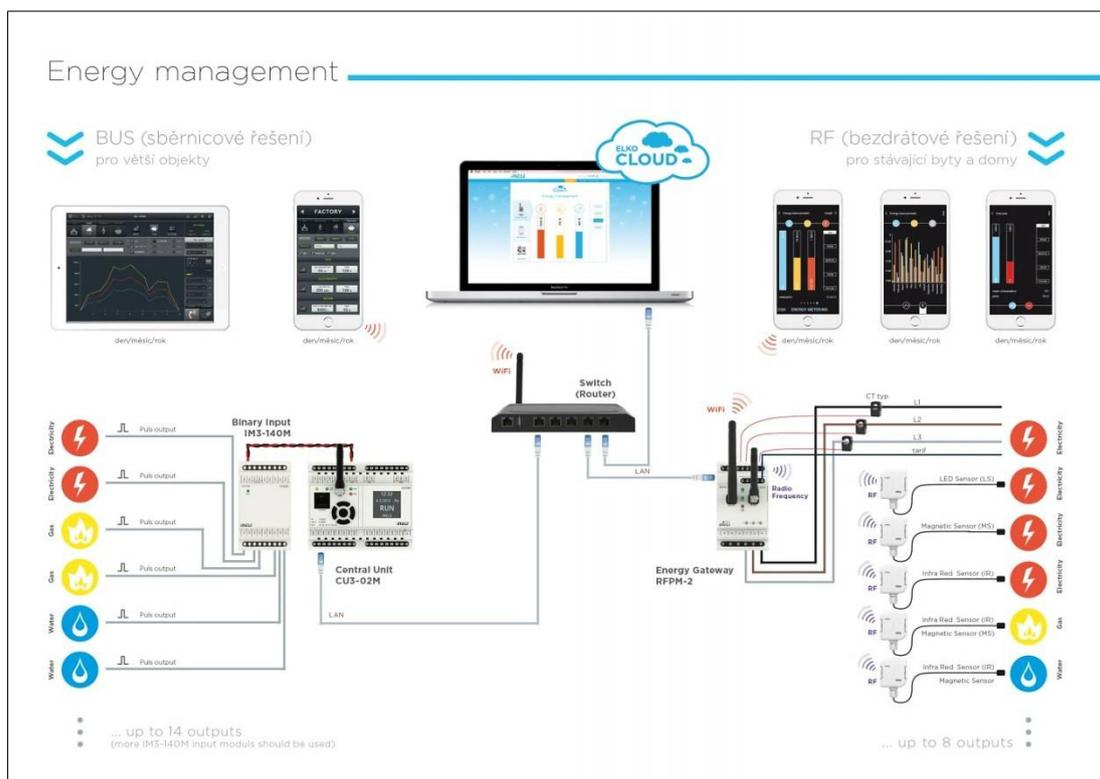 Energy management
BUS (sběrnicové řešení)
pro větší objekty
ELKO
CLOUD
RF (bezdrátové řešení)
pro stávající byty a domy
FACTORY
Energy management
ENERGY METERING
den/měsíc/rok
den/měsíc/rok
den/měsíc/rok
den/měsíc/rok
den/měsíc/rok
WiFi
Switch
(Router)
Binary Input
IM3-140M
Electricity
Puls output
Electricity
Puls output
Gas
Puls output
Gas
Puls output
Water
Puls output
Water
Puls output
RUN
Central Unit
CU3-02M
LAN
LAN
WiFi
Radio
Frequency
Energy Gateway
RFPM-2
CT typ
L1
L2
L3
tarif
Electricity
RF
LED Sensor (LS)
Electricity
RF
Magnetic Sensor (MS)
Electricity
RF
Infra Red Sensor (IR)
Electricity
RF
Infra Red Sensor (IR)
Magnetic Sensor (MS)
Gas
RF
Infra Red Sensor (IR)
Magnetic Sensor
Water
... up to 14 outputs
(more IM3-140M input moduls should be used)
... up to 8 outputs